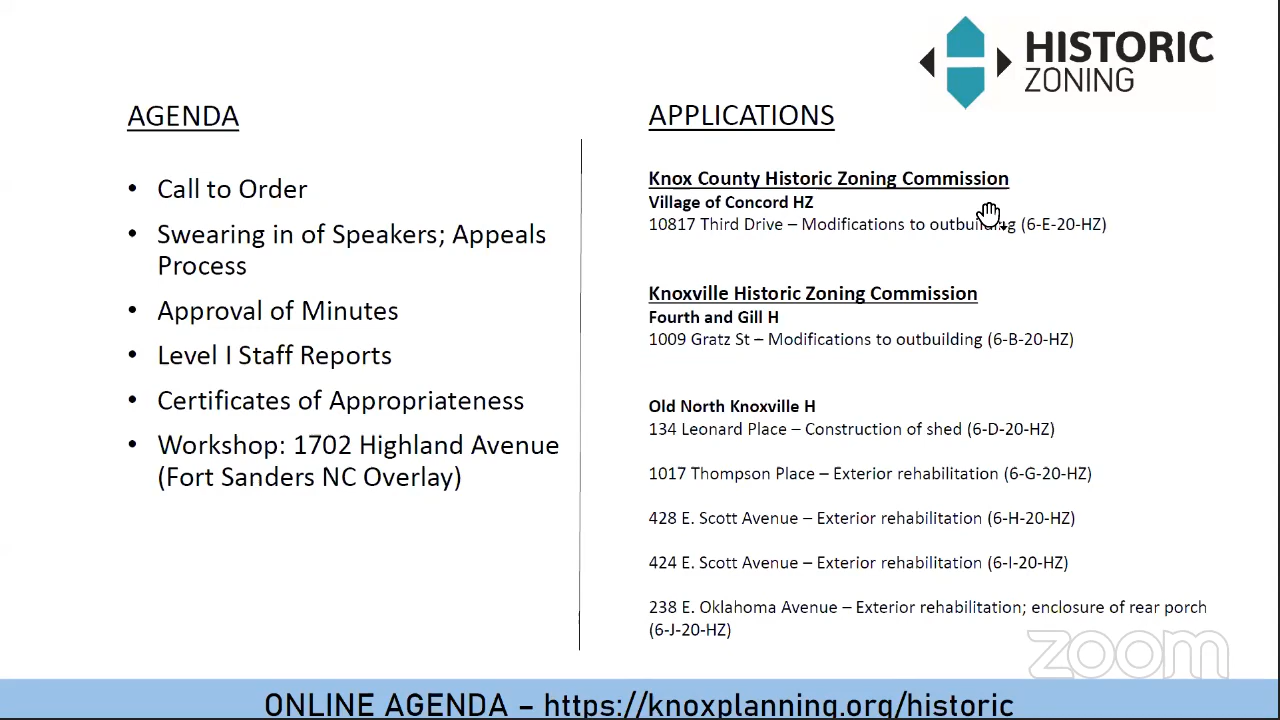 HISTORIC
ZONING
AGENDA
• Call to Order
• Swearing in of Speakers; Appeals
Process
• Approval of Minutes
• Level I Staff Reports
• Certificates of Appropriateness
• Workshop: 1702 Highland Avenue
(Fort Sanders NC Overlay)
APPLICATIONS
Knox County Historic Zoning Commission
Village of Concord HZ
10817 Third Drive – Modifications to outbuilding (6-E-20-HZ)
Knoxville Historic Zoning Commission
Fourth and Gill H
1009 Gratz St – Modifications to outbuilding (6-B-20-HZ)
Old North Knoxville H
134 Leonard Place – Construction of shed (6-D-20-HZ)
1017 Thompson Place – Exterior rehabilitation (6-G-20-HZ)
428 E. Scott Avenue – Exterior rehabilitation (6-H-20-HZ)
424 E. Scott Avenue – Exterior rehabilitation (6-I-20-HZ)
238 E. Oklahoma Avenue – Exterior rehabilitation; enclosure of rear porch
(6-J-20-HZ)
zoom
ONLINE AGENDA – https://knoxplanning.org/historic